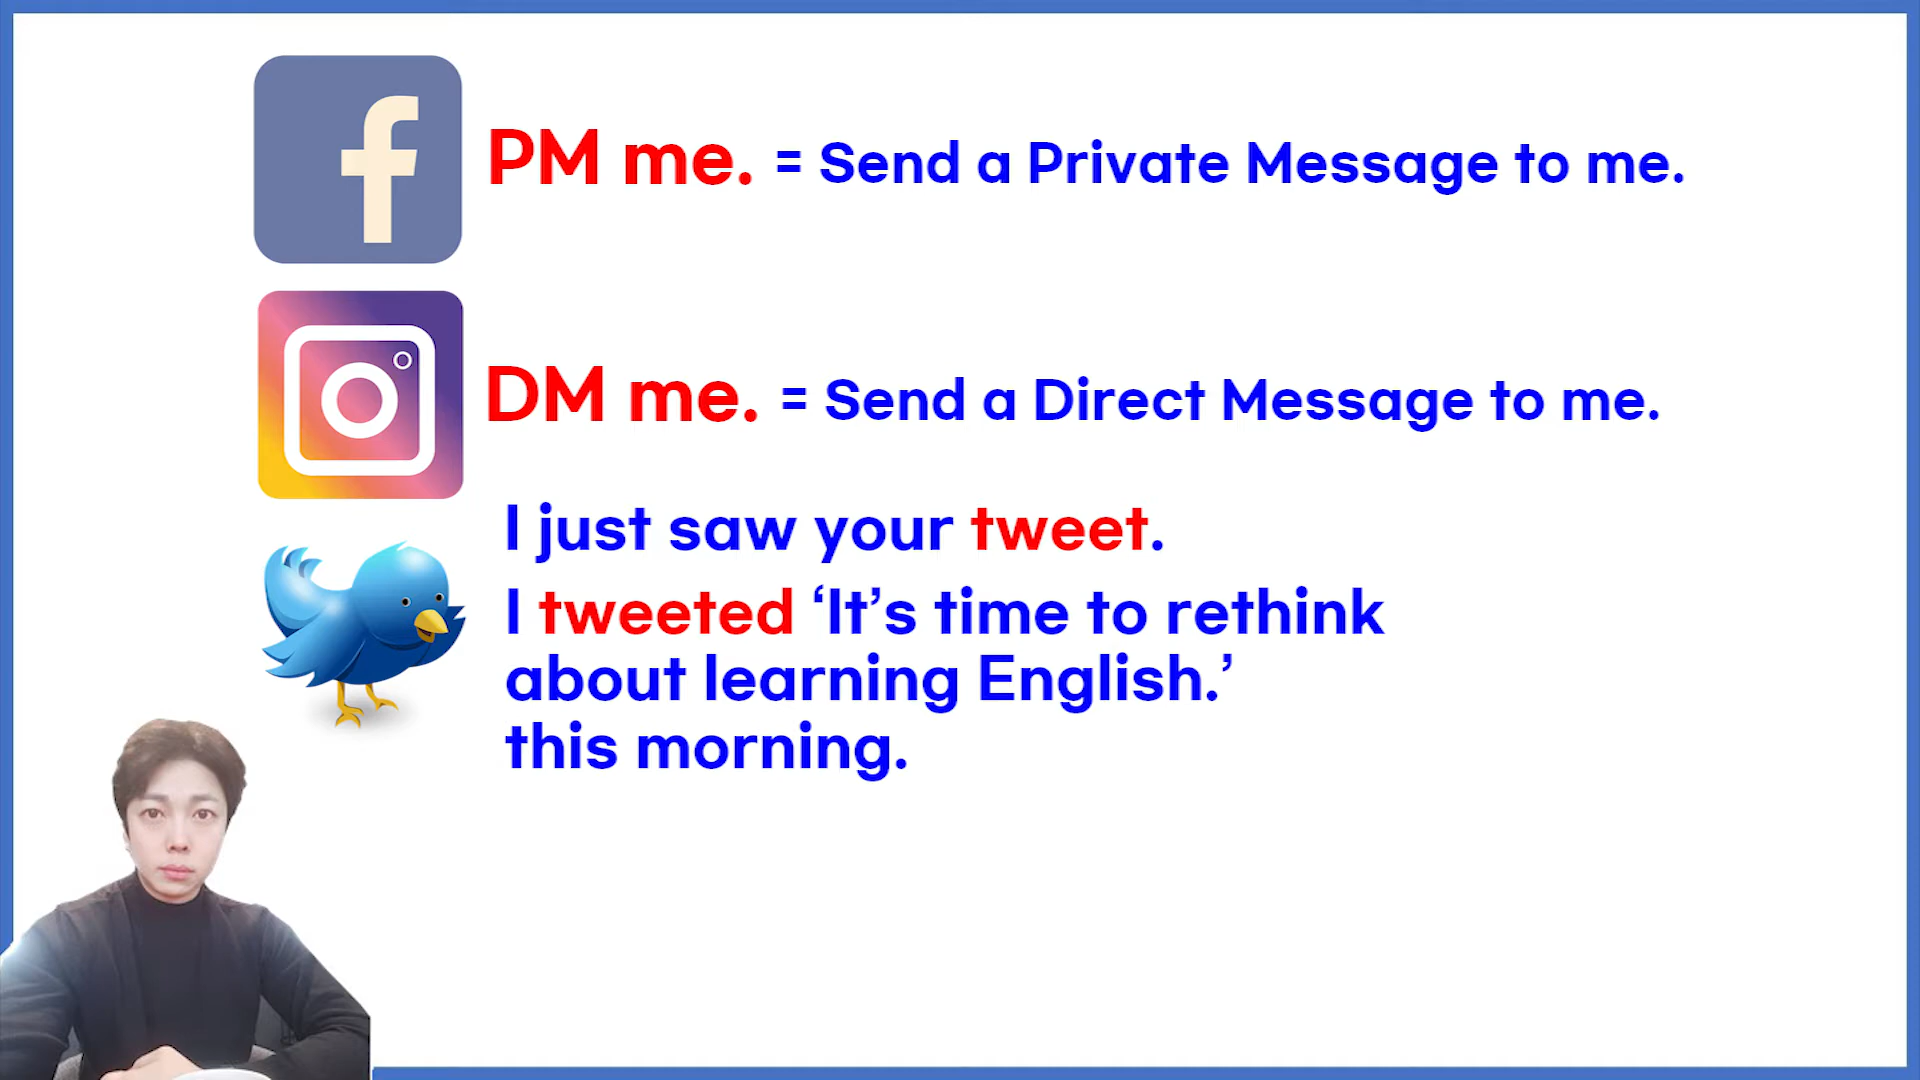 PM me. = Send a Private Message to me.
DM me. = Send a Direct Message to me.
I just saw your tweet.
I tweeted ‘It’s time to rethink
about learning English.’
this morning.